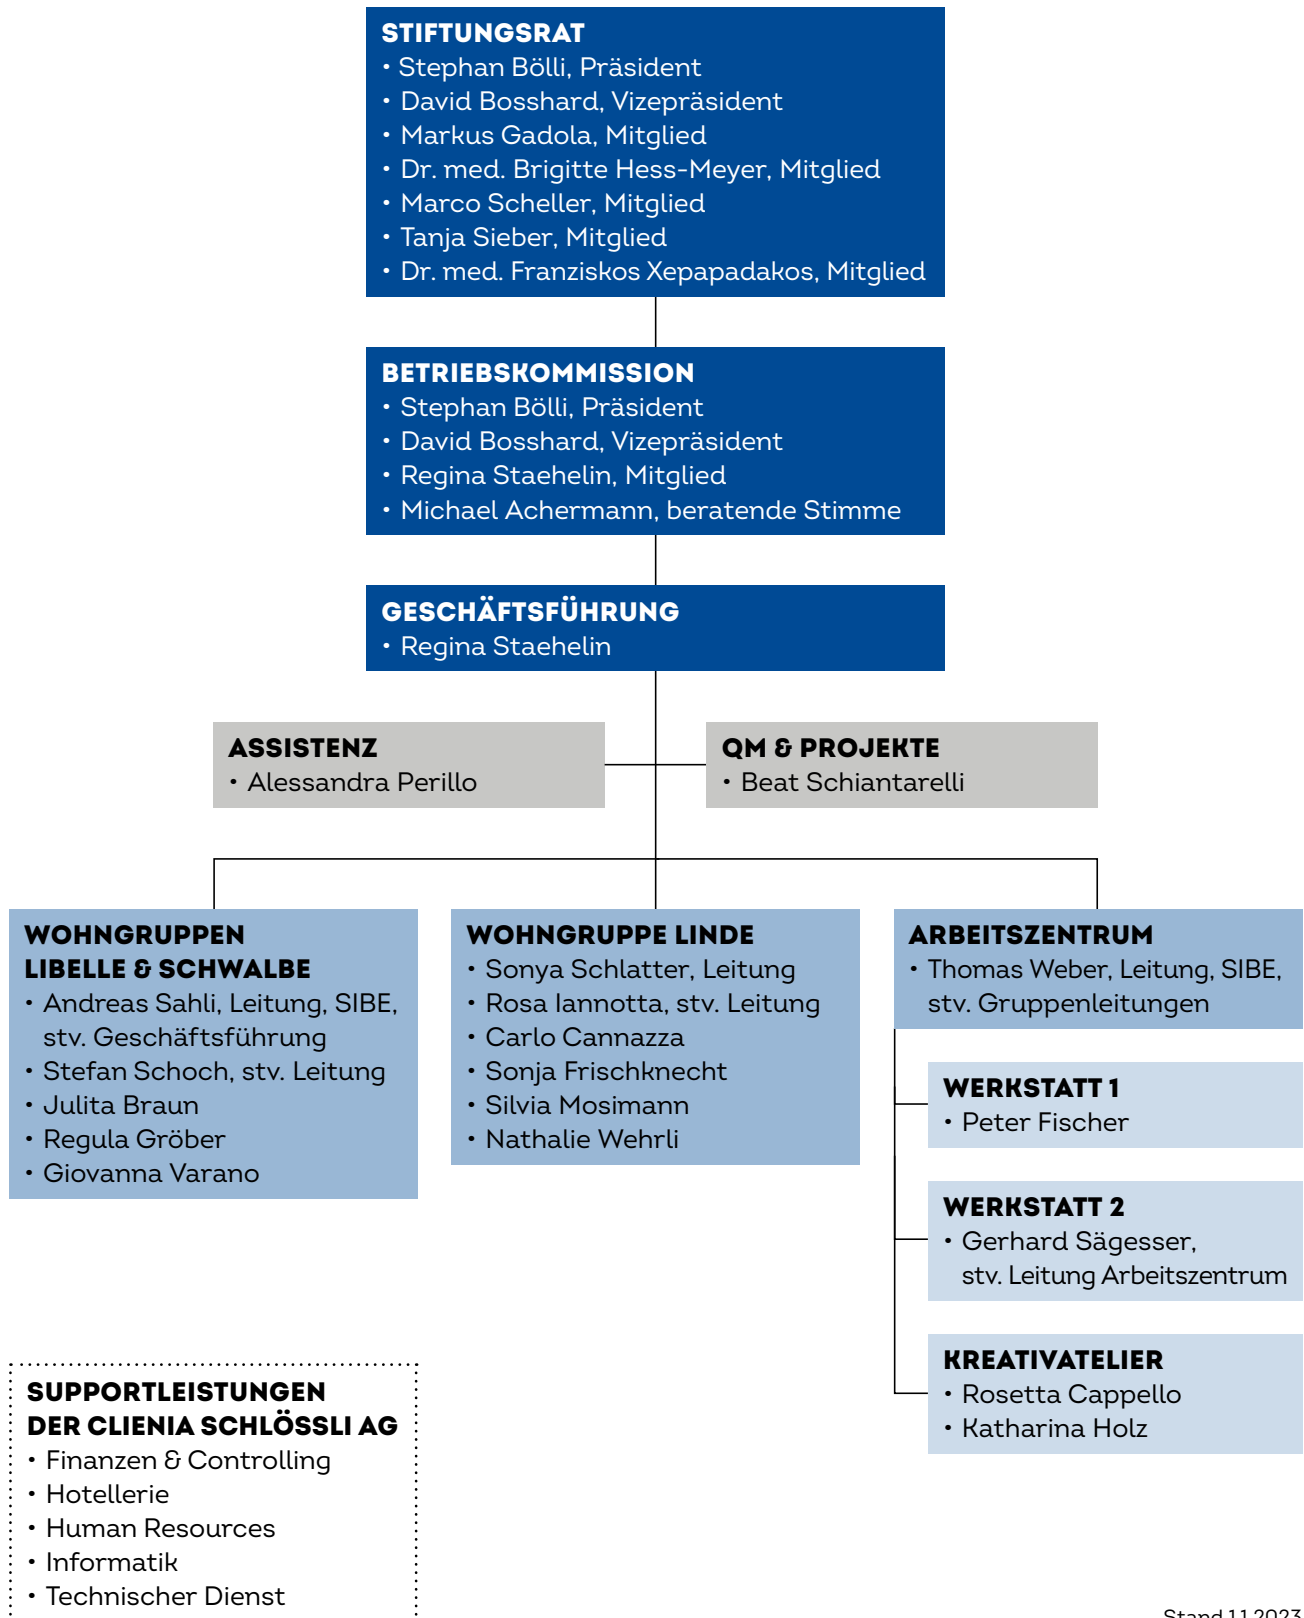 STIFTUNGSRAT
• Stephan Bölli, Präsident
• David Bosshard, Vizepräsident
• Markus Gadola, Mitglied
• Dr. med. Brigitte Hess-Meyer, Mitglied
• Marco Scheller, Mitglied
• Tanja Sieber, Mitglied
• Dr. med. Franziskos Xepapadakos, Mitglied
BETRIEBSKOMMISSION
• Stephan Bölli, Präsident
• David Bosshard, Vizepräsident
• Regina Staehelin, Mitglied
• Michael Achermann, beratende Stimme
GESCHÄFTSFÜHRUNG
• Regina Staehelin
ASSISTENZ
• Alessandra Perillo
QM & PROJEKTE
• Beat Schiantarelli
WOHNGRUPPEN
LIBELLE & SCHWALBE
• Andreas Sahli, Leitung, SIBE,
stv. Geschäftsführung
• Stefan Schoch, stv. Leitung
• Julita Braun
• Regula Gröber
• Giovanna Varano
WOHNGRUPPE LINDE
• Sonya Schlatter, Leitung
• Rosa Iannotta, stv. Leitung
• Carlo Cannazza
• Sonja Frischknecht
• Silvia Mosimann
• Nathalie Wehrli
ARBEITSZENTRUM
• Thomas Weber, Leitung, SIBE,
stv. Gruppenleitungen
WERKSTATT 1
• Peter Fischer
WERKSTATT 2
• Gerhard Sägesser,
stv. Leitung Arbeitszentrum
KREATIVATELIER
• Rosetta Cappello
• Katharina Holz
SUPPORTLEISTUNGEN
DER CLIENIA SCHLÖSSLI AG
• Finanzen & Controlling
• Hotellerie
• Human Resources
• Informatik
• Technischer Dienst
Stand 1.1.2023